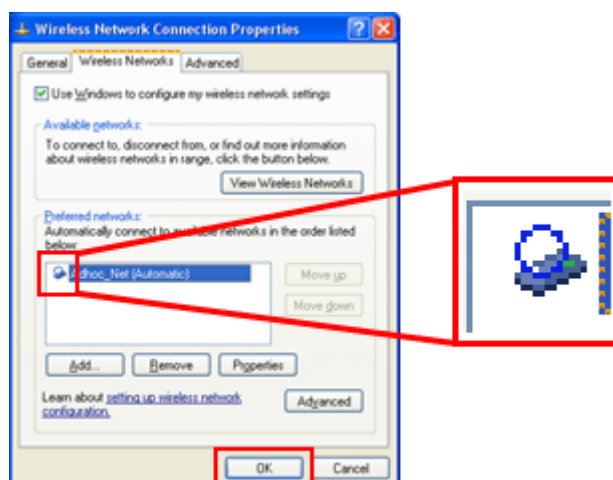 Wireless Network Connection Properties
General Wireless Networks Advanced
Use Windows to configure my wireless network settings
Available networks:
To connect to, disconnect from, or find out more information
about wireless networks in range, click the button below.
View Wireless Networks
Preferred networks:
Automatically connect to available networks in the order listed
below:
Adhoc_Net (Automatic)
Move up
Move down
Add... Remove Properties
Learn about setting up wireless network
configuration.
Advanced
OK Cancel